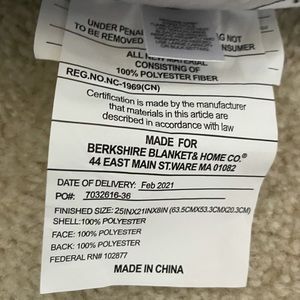 UNDER PENAL
TO BE REMOVED
NSUMER
ALL NEW MATERIAL
CONSISTING OF
100% POLYESTER FIBER
REG.NO.NC-1969(CN)
Certification is made by the manufacturer
that materials in this article are
described in accordance with law
MADE FOR
BERKSHIRE BLANKET& HOME CO.®
44 EAST MAIN ST.WARE MA 01082
DATE OF DELIVERY: Feb 2021
PO#: 7032616-36
FINISHED SIZE: 25INX21INX8IN (63.5CMX53.3CMX20.3CM)
SHELL:100% POLYESTER
FACE: 100% POLYESTER
BACK: 100% POLYESTER
FEDERAL RN# 102877
MADE IN CHINA